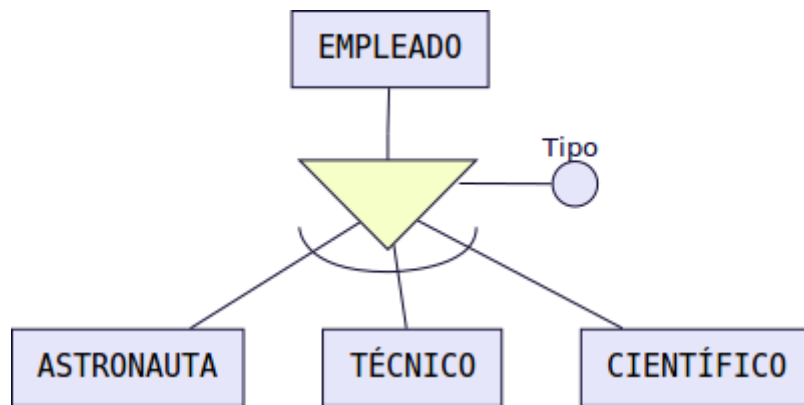 EMPLEADO
Tipo
ASTRONAUTA
TÉCNICO
CIENTÍFICO